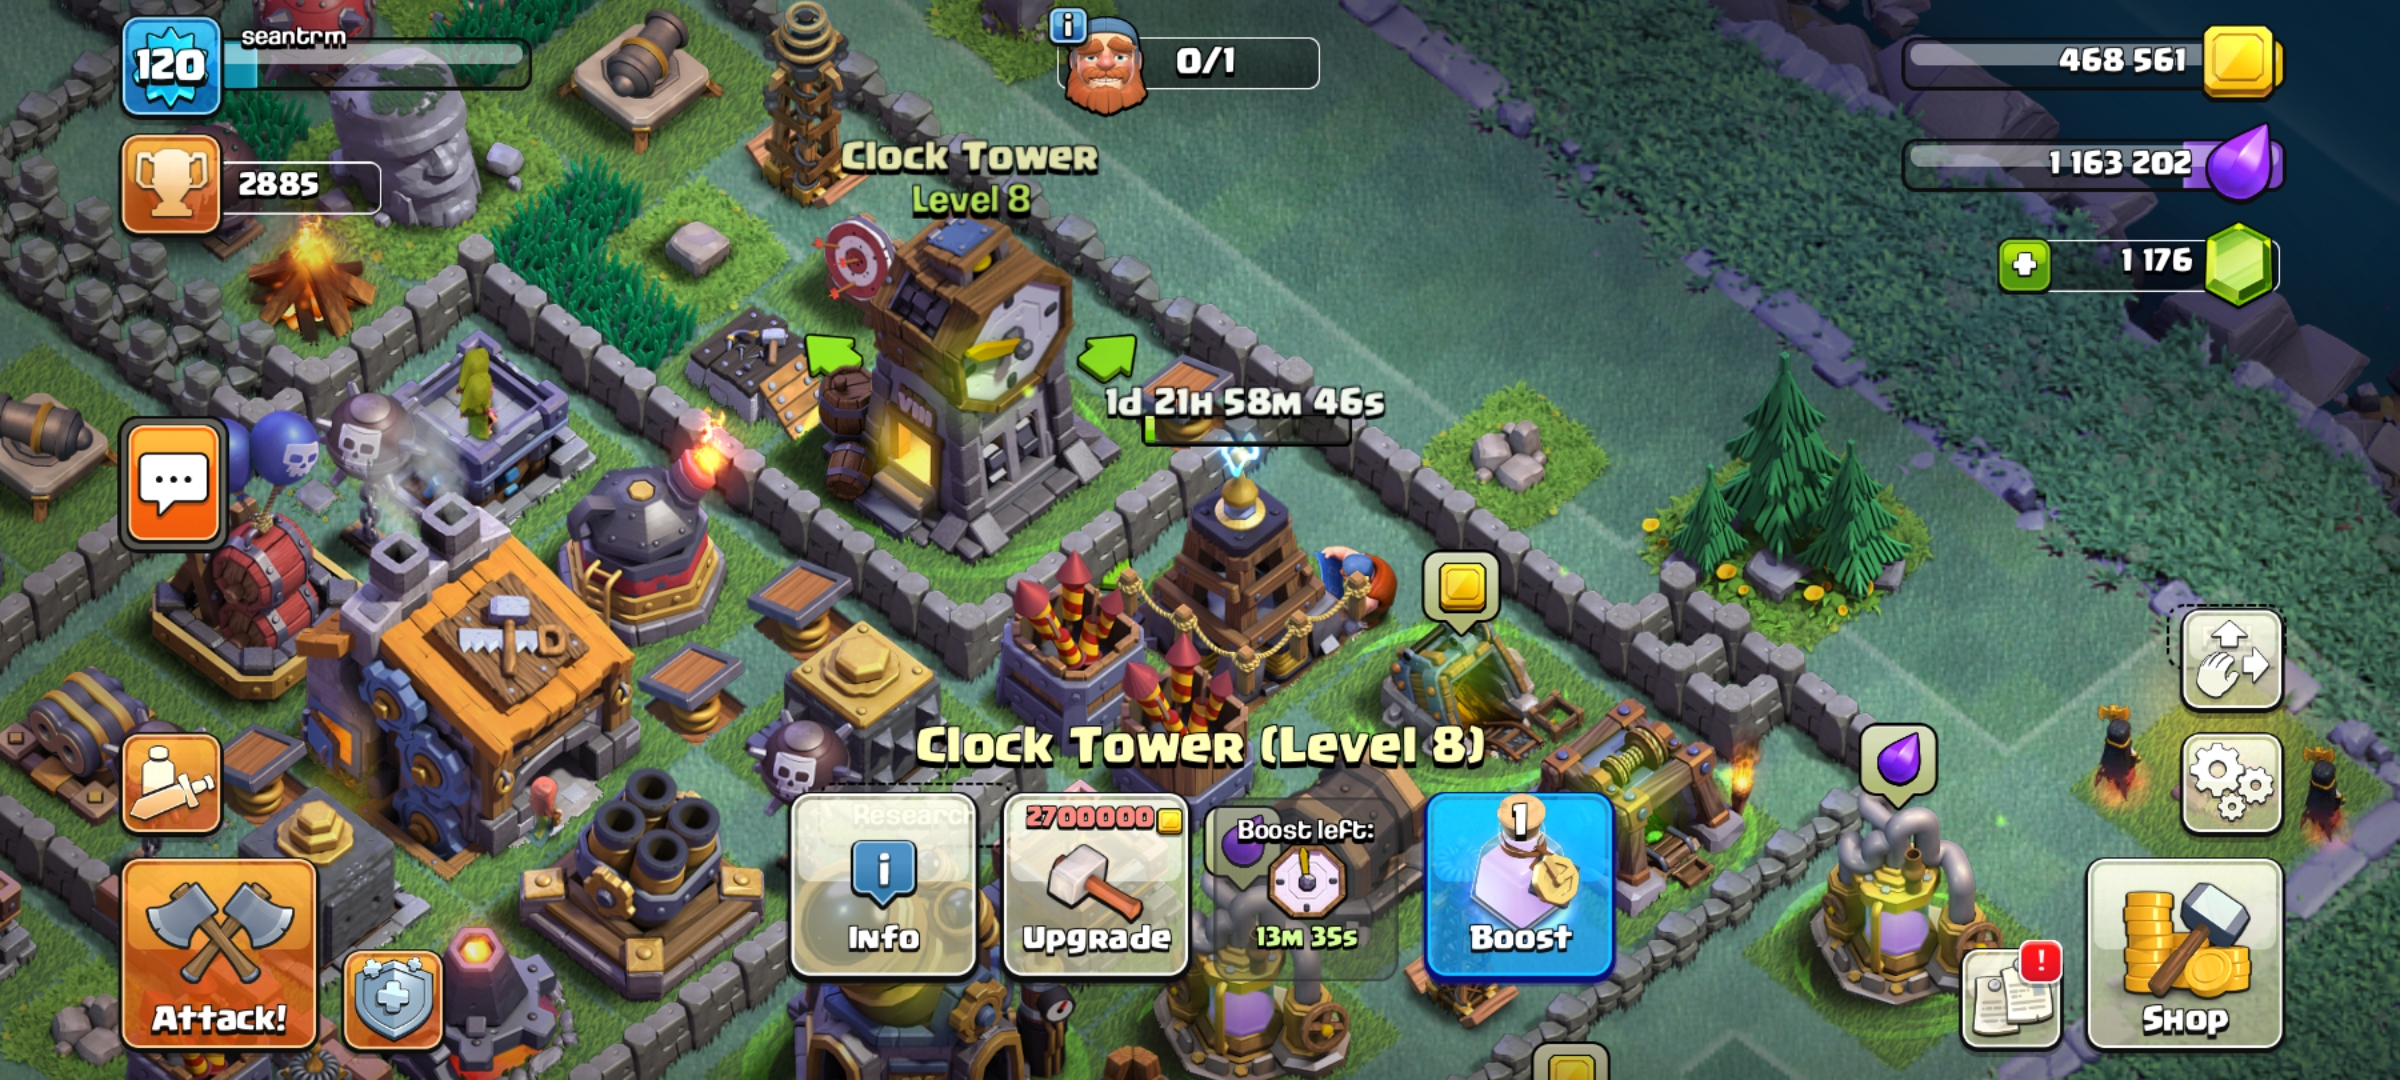 120
seantrm
0/1
468 561
2885
1 163 202
1 176
Clock Tower
Level 8
VIII
1d 21H 58M 46s
Clock Tower (Level 8)
Research
Info
2700000
Upgrade
Boost left:
13M 35s
1
Boost
Attack!
!
Shop